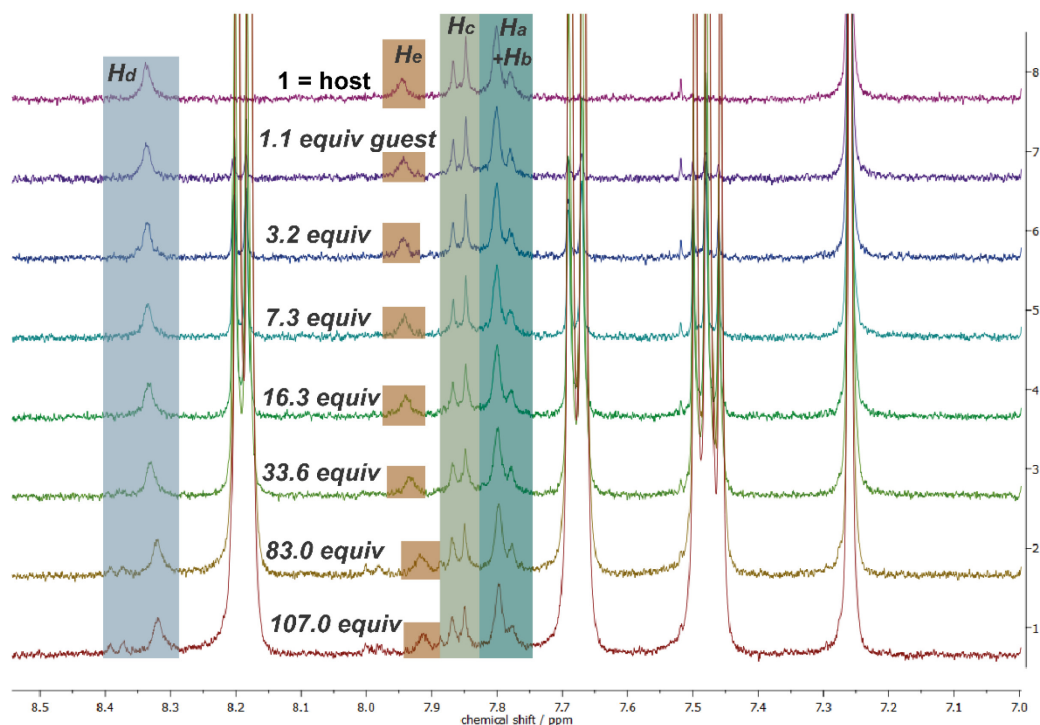 Hd
He
Hc
Ha
+Hb
1 = host
1.1 equiv guest
3.2 equiv
7.3 equiv
16.3 equiv
33.6 equiv
83.0 equiv
107.0 equiv
8
7
6
5
4
3
2
1
8.5 8.4 8.3 8.2 8.1 8.0 7.9 7.8 7.7 7.6 7.5 7.4 7.3 7.2 7.1 7.0
chemical shift / ppm